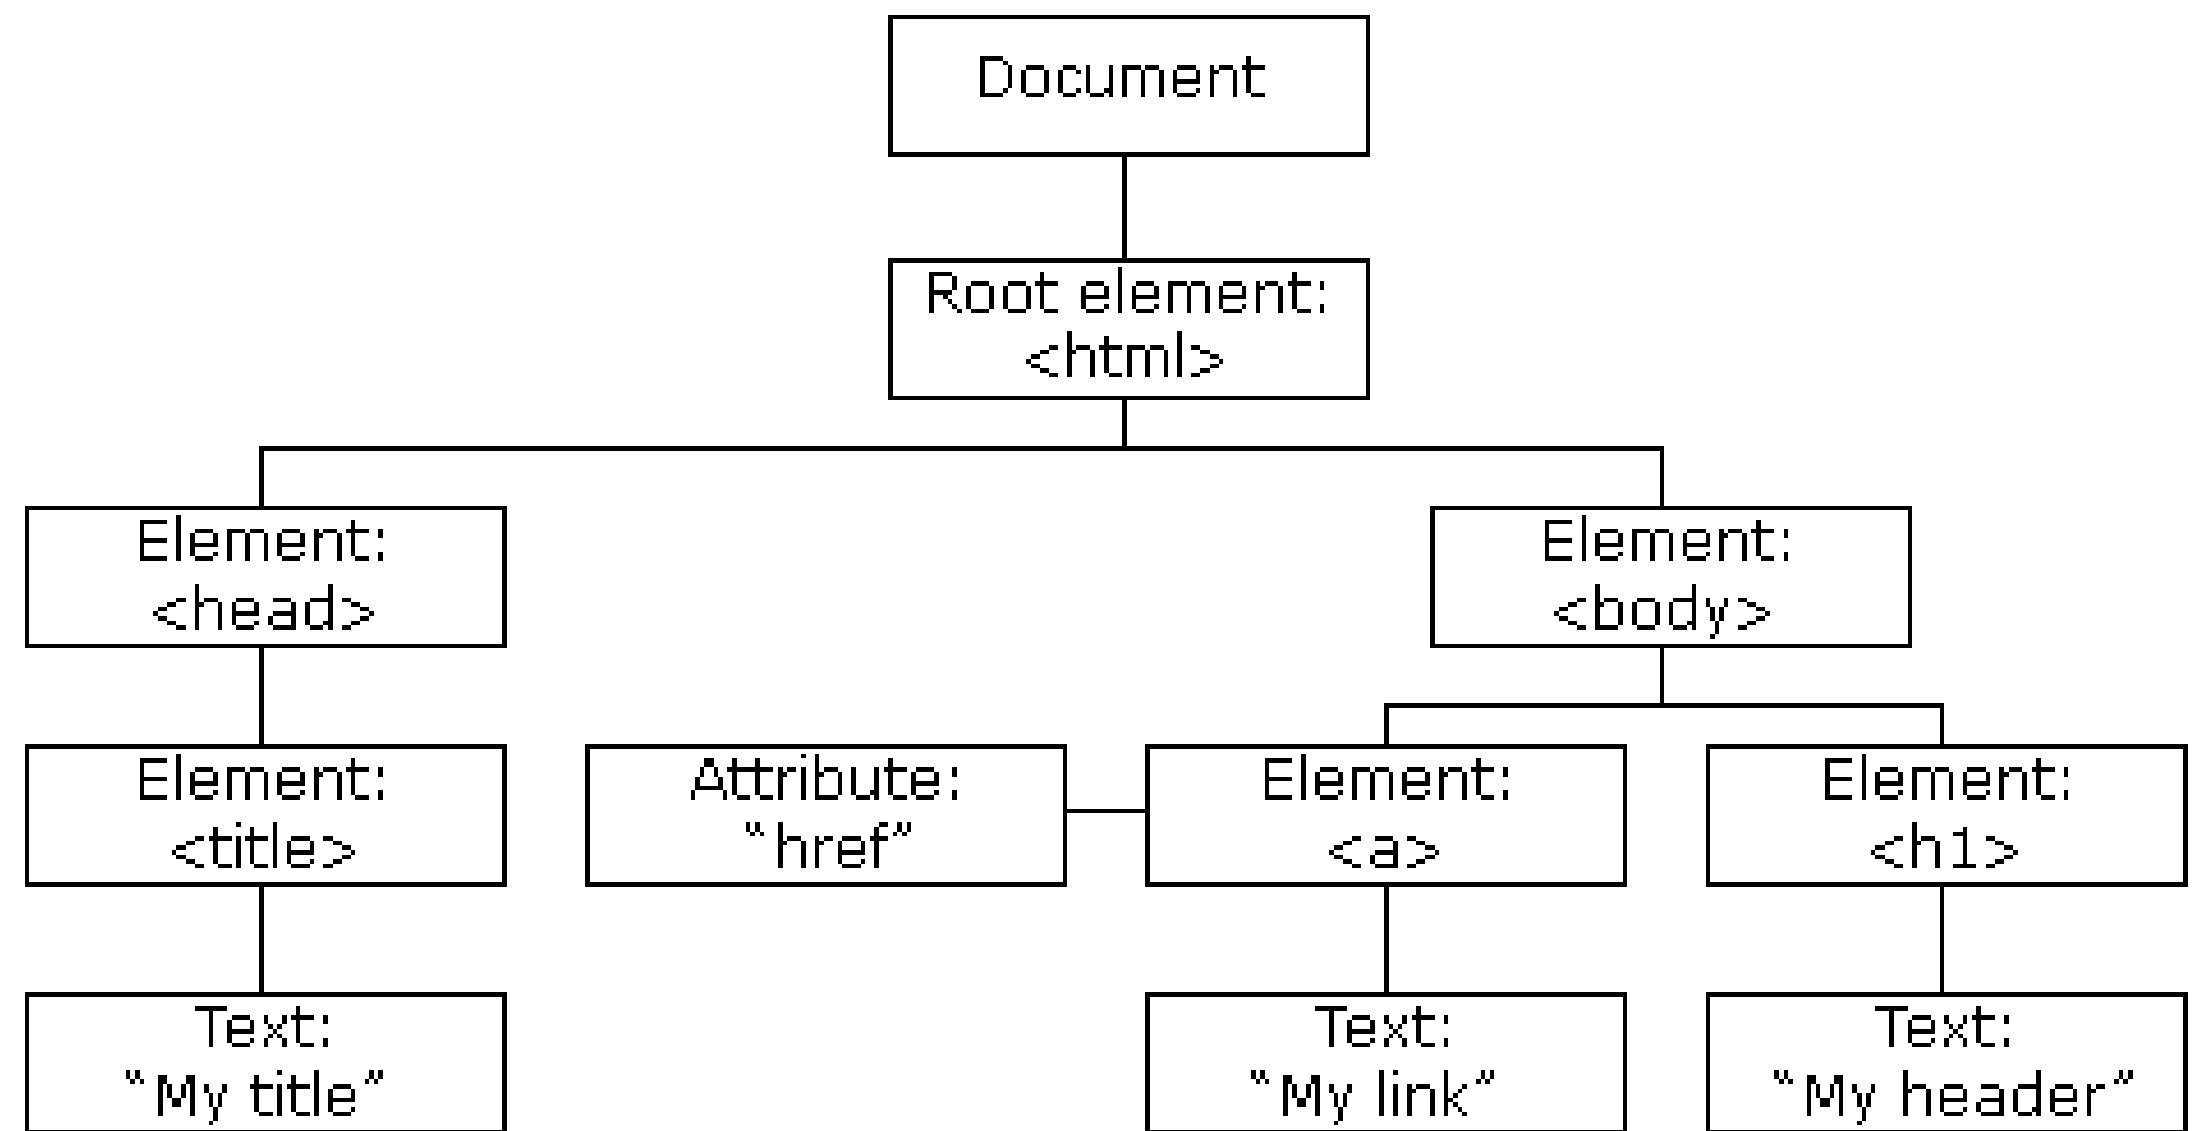 Document
Root element:
<html>
Element:
<head>
Element:
<body>
Element:
<title>
Attribute:
“href”
Element:
<a>
Element:
<h1>
Text:
“My title”
Text:
“My link”
Text:
“My header”